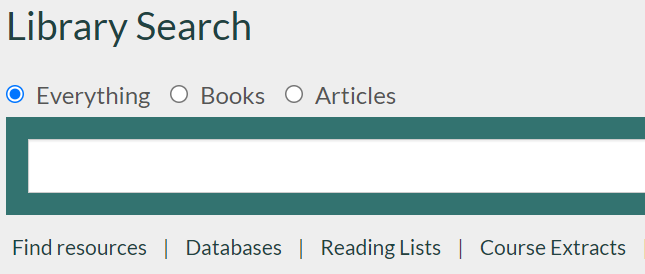 Library Search
Everything Books Articles
Find resources | Databases | Reading Lists | Course Extracts